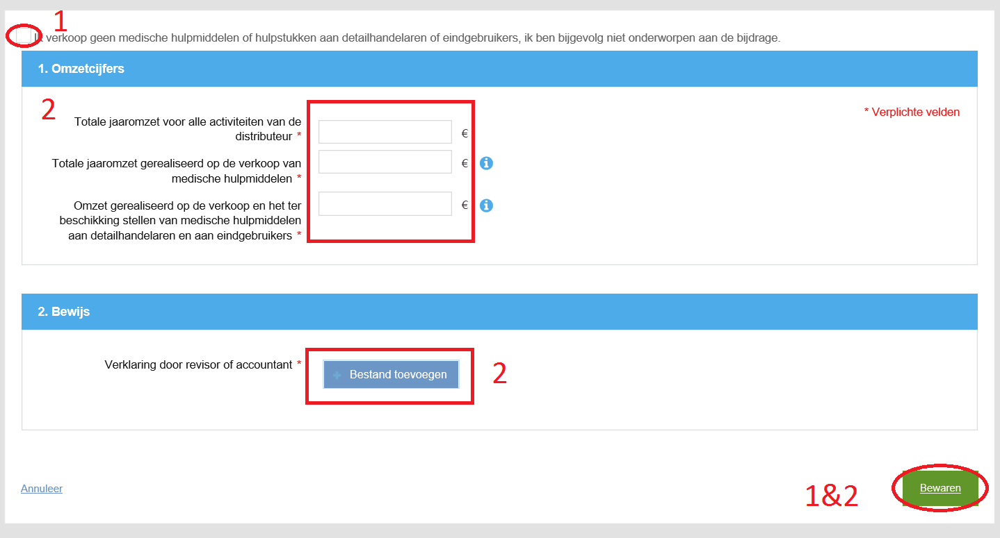 1
Ik verkoop geen medische hulpmiddelen of hulpstukken aan detailhandelaren of eindgebruikers, ik ben bijgevolg niet onderworpen aan de bijdrage.
1. Omzetcijfers
2
* Verplichte velden
Totale jaaromzet voor alle activiteiten van de
distributeur * €
Totale jaaromzet gerealiseerd op de verkoop van
medische hulpmiddelen * € i
Omzet gerealiseerd op de verkoop en het ter
beschikking stellen van medische hulpmiddelen
aan detailhandelaren en aan eindgebruikers * € i
2. Bewijs
Verklaring door revisor of accountant * + Bestand toevoegen
2
Annuleer
1&2
Bewaren